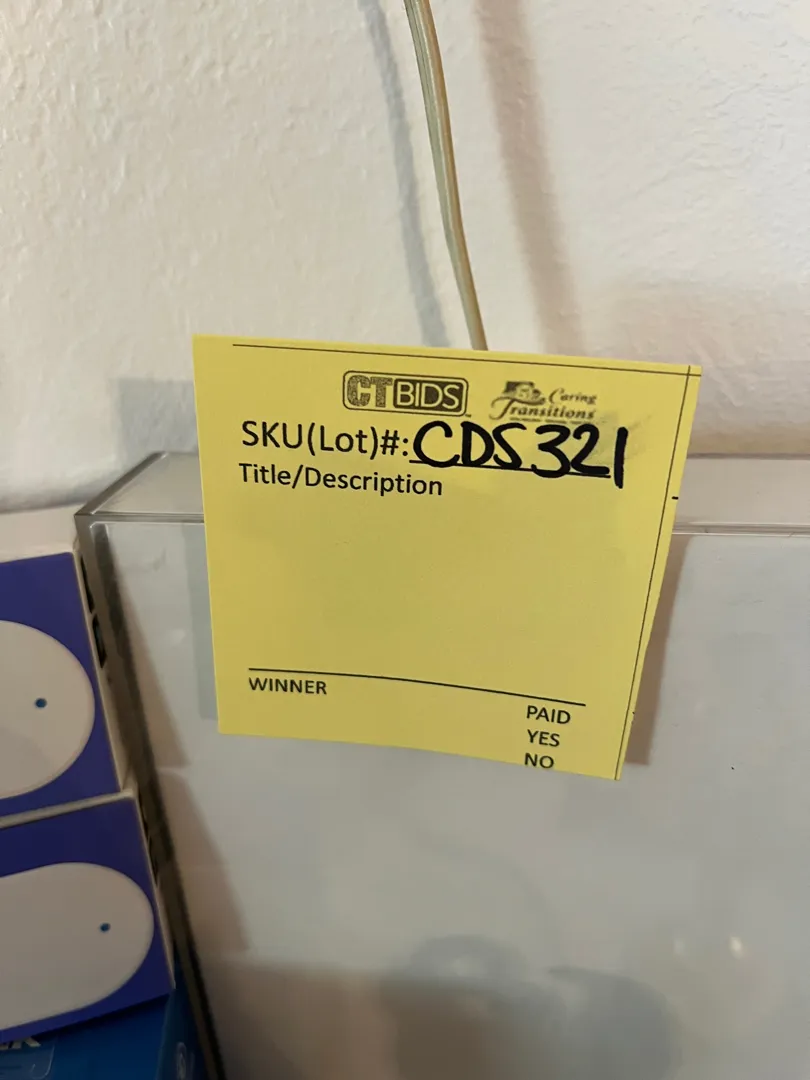 CTBIDS
Caring
Transitions
SKU(Lot)#: CDS321
Title/Description
WINNER
PAID
YES
NO